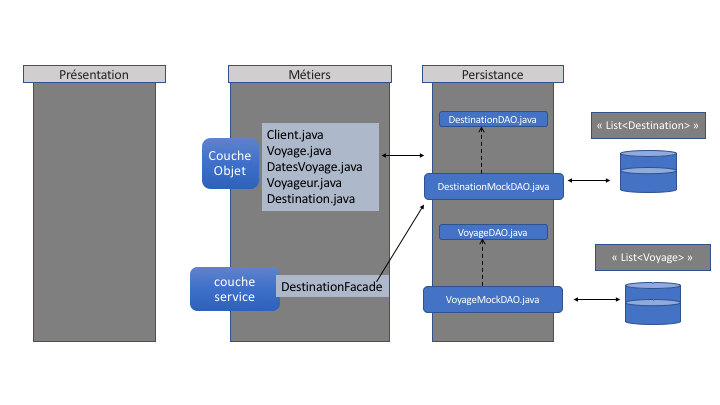 Présentation
Métiers
Persistance
Couche
Objet
Client.java
Voyage.java
DatesVoyage.java
Voyageur.java
Destination.java
couche
service
DestinationFacade
DestinationDAO.java
DestinationMockDAO.java
VoyageDAO.java
VoyageMockDAO.java
« List<Destination> »
« List<Voyage> »